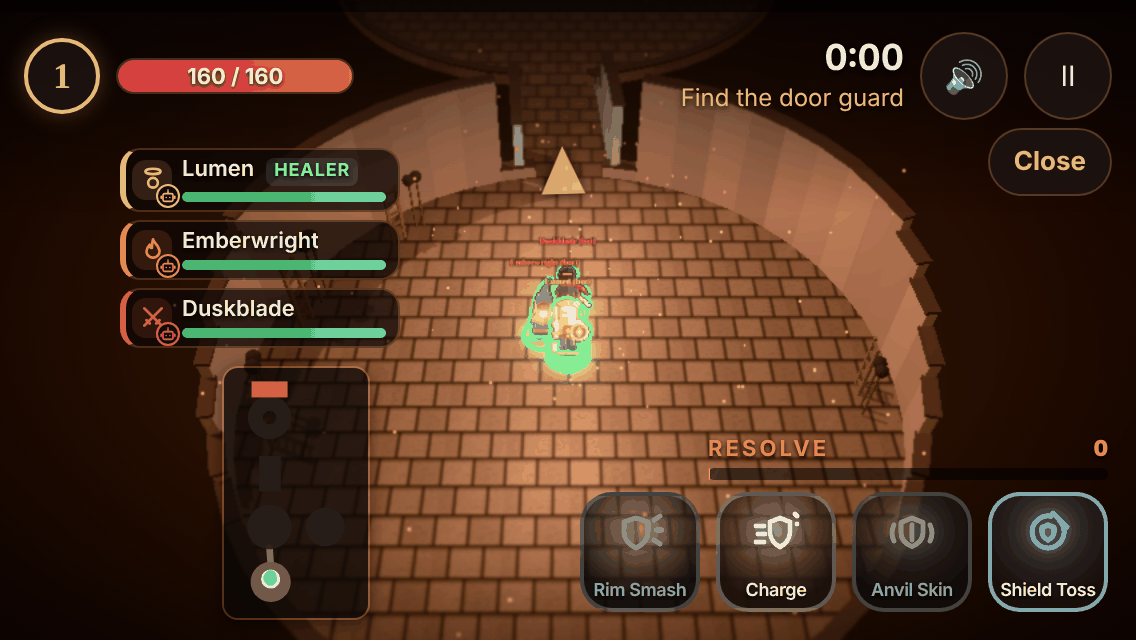 1
160 / 160
0:00
Find the door guard
Close
Lumen HEALER
Emberwright
Duskblade
RESOLVE 0
Rim Smash
Charge
Anvil Skin
Shield Toss